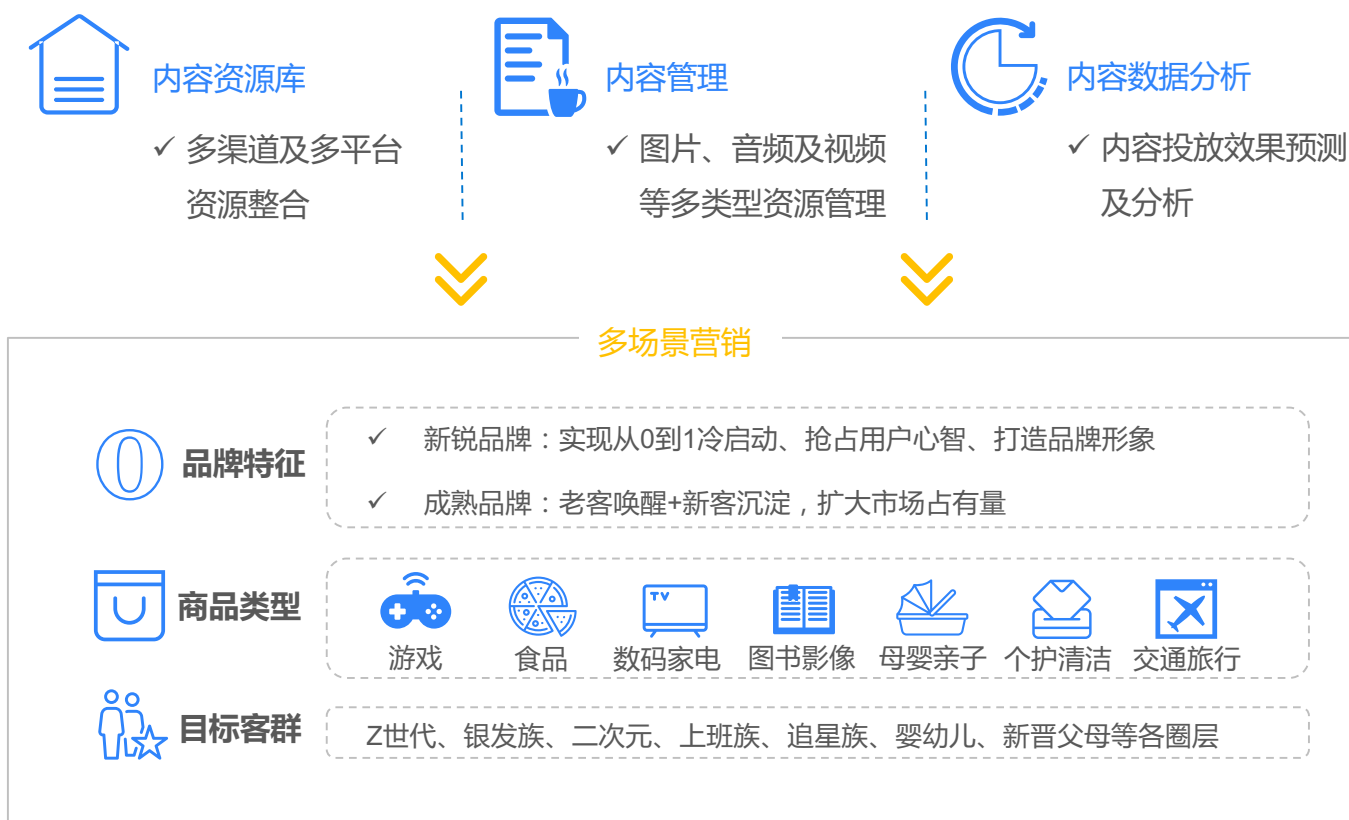 内容资源库
✓ 多渠道及多平台
资源整合
内容管理
✓ 图片、音频及视频
等多类型资源管理
内容数据分析
✓ 内容投放效果预测
及分析
多场景营销
品牌特征
✓ 新锐品牌：实现从0到1冷启动、抢占用户心智、打造品牌形象
✓ 成熟品牌：老客唤醒+新客沉淀，扩大市场占有量
商品类型
TV
游戏 食品 数码家电 图书影像 母婴亲子 个护清洁 交通旅行
目标客群
Z世代、银发族、二次元、上班族、追星族、婴幼儿、新晋父母等各圈层